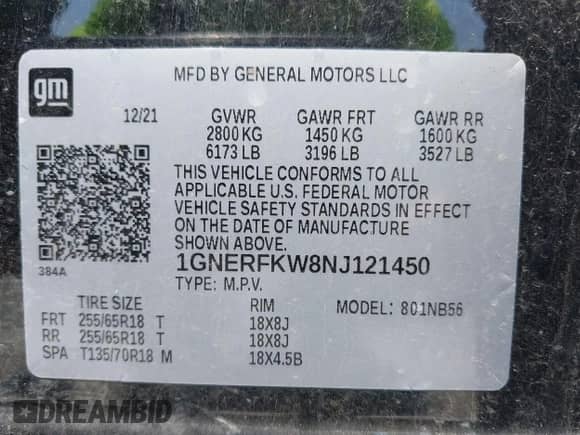 gm
MFD BY GENERAL MOTORS LLC
12/21 GVWR GAWR FRT GAWR RR
2800 KG 1450 KG 1600 KG
6173 LB 3196 LB 3527 LB
THIS VEHICLE CONFORMS TO ALL
APPLICABLE U.S. FEDERAL MOTOR
VEHICLE SAFETY STANDARDS IN EFFECT
ON THE DATE OF MANUFACTURE
SHOWN ABOVE.
384A
1GNERFKW8NJ121450
TYPE: M.P.V.
TIRE SIZE RIM MODEL: 801NB56
FRT 255/65R18 T 18X8J
RR 255/65R18 T 18X8J
SPA T135/70R18 M 18X4.5B
DREAMBID